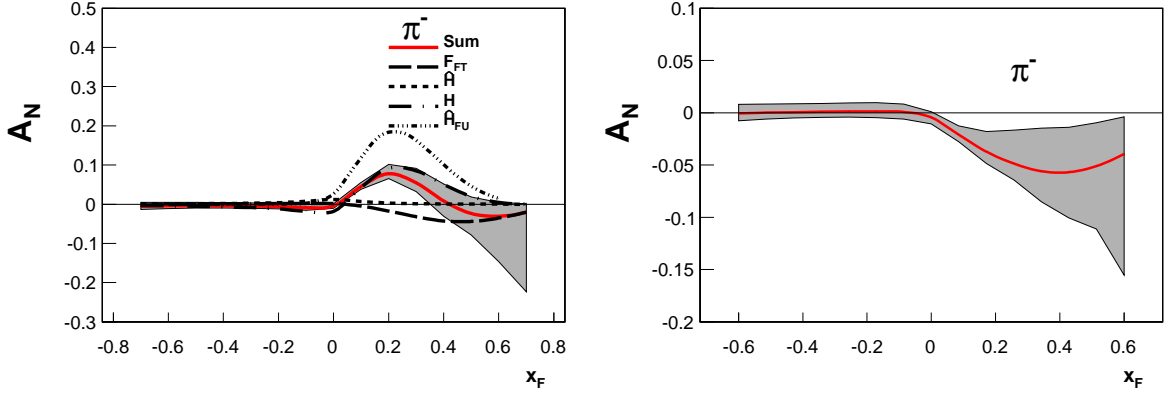 0.5
0.4
0.3
0.2
0.1
0
-0.1
-0.2
-0.3
A_N
π⁻
Sum
F_FT
Ĥ
H
Ĥ_FU
-0.8 -0.6 -0.4 -0.2 0 0.2 0.4 0.6 0.8
x_F
0.1
0.05
0
-0.05
-0.1
-0.15
-0.2
A_N
π⁻
-0.6 -0.4 -0.2 0 0.2 0.4 0.6
x_F